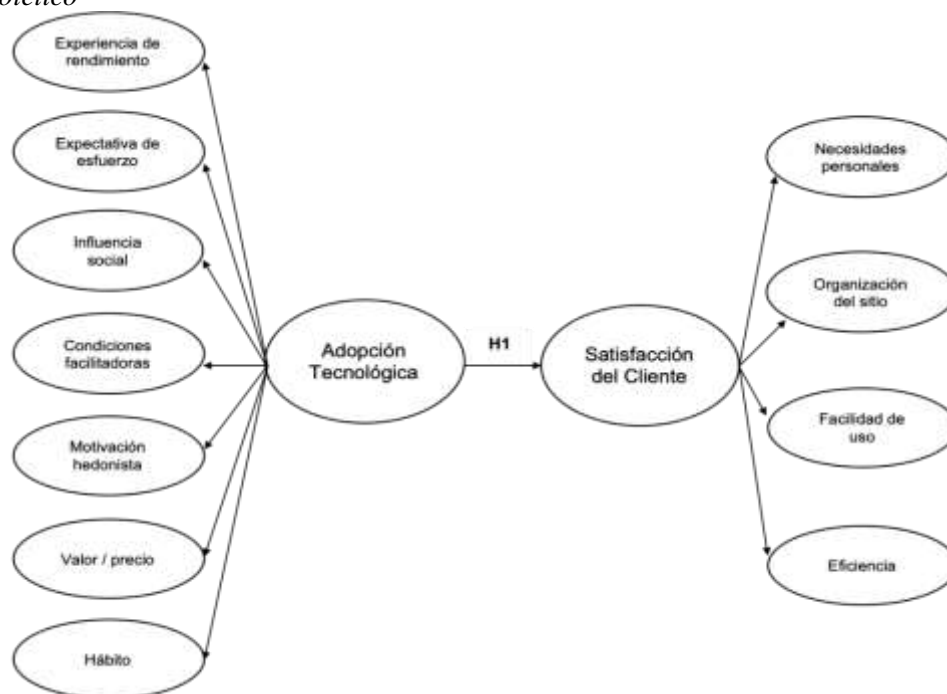 Experiencia de
rendimiento
Expectativa de
esfuerzo
Influencia
social
Condiciones
facilitadoras
Motivación
hedonista
Valor / precio
Hábito
Adopción
Tecnológica
H1
Satisfacción
del Cliente
Necesidades
personales
Organización
del sitio
Facilidad de
uso
Eficiencia